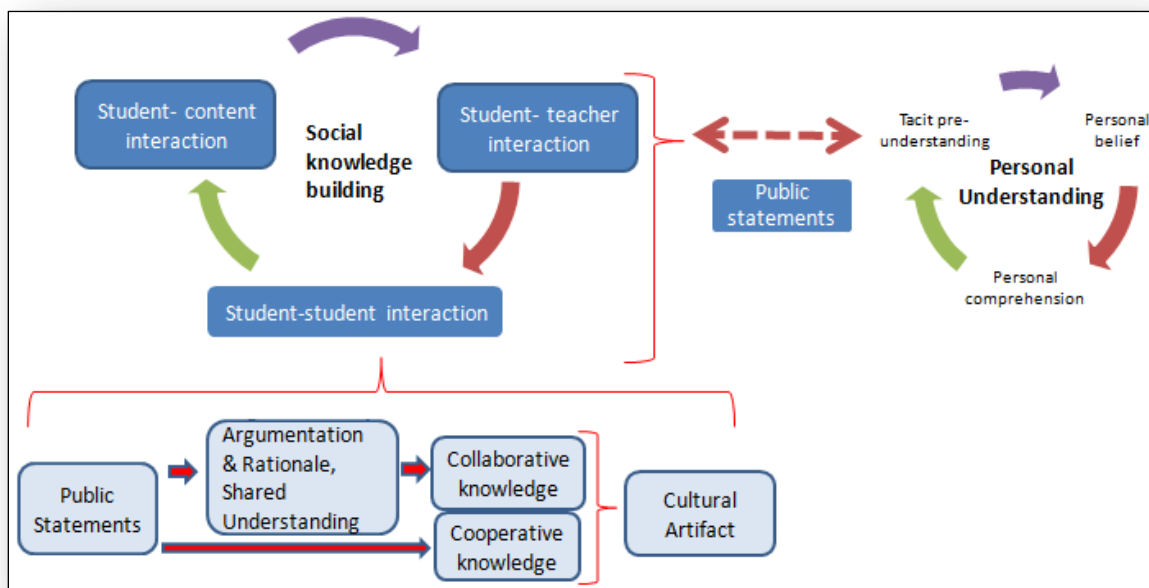 Student- content
interaction
Social
knowledge
building
Student- teacher
interaction
Student-student interaction
Public
statements
Tacit pre-
understanding
Personal
belief
Personal
Understanding
Personal
comprehension
Public
Statements
Argumentation
& Rationale,
Shared
Understanding
Collaborative
knowledge
Cooperative
knowledge
Cultural
Artifact